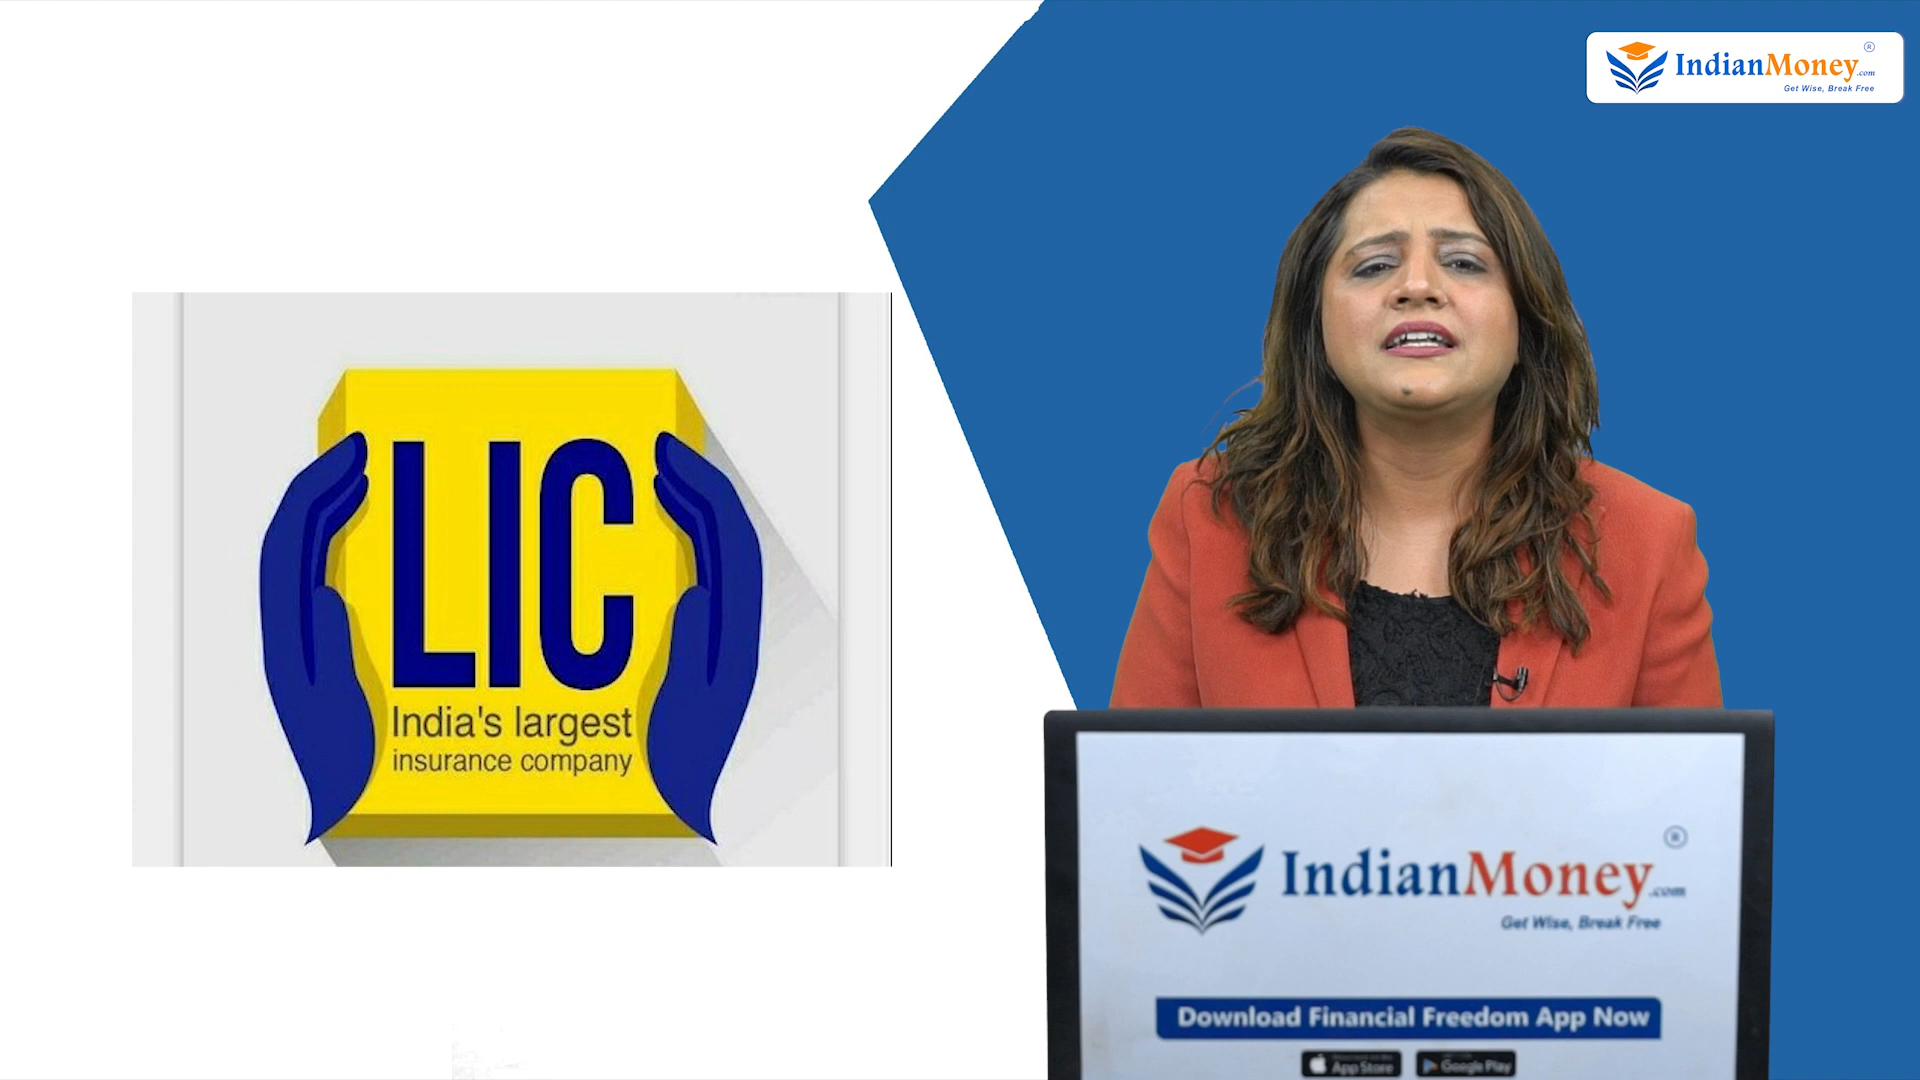 IndianMoney.com
®
Get Wise, Break Free
LIC
India's largest
insurance company
®
IndianMoney.com
Get Wise, Break Free
Download Financial Freedom App Now
App Store
Google Play